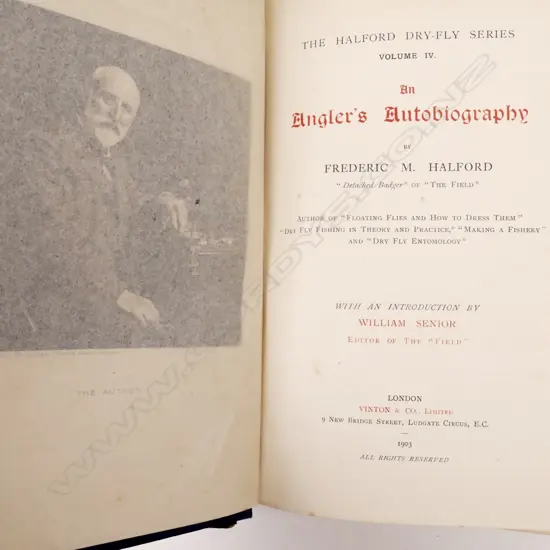 THE AUTHOR
THE HALFORD DRY-FLY SERIES
VOLUME IV.
An
Angler's Autobiography
BY
FREDERIC M. HALFORD
"Detached Badger" OF "THE FIELD"
AUTHOR OF "FLOATING FLIES AND HOW TO DRESS THEM"
"DRY FLY FISHING IN THEORY AND PRACTICE," "MAKING A FISHERY"
AND "DRY FLY ENTOMOLOGY"
WITH AN INTRODUCTION BY
WILLIAM SENIOR
EDITOR OF THE "FIELD"
LONDON
VINTON & CO., LIMITED
9 NEW BRIDGE STREET, LUDGATE CIRCUS, E.C.
1903
ALL RIGHTS RESERVED